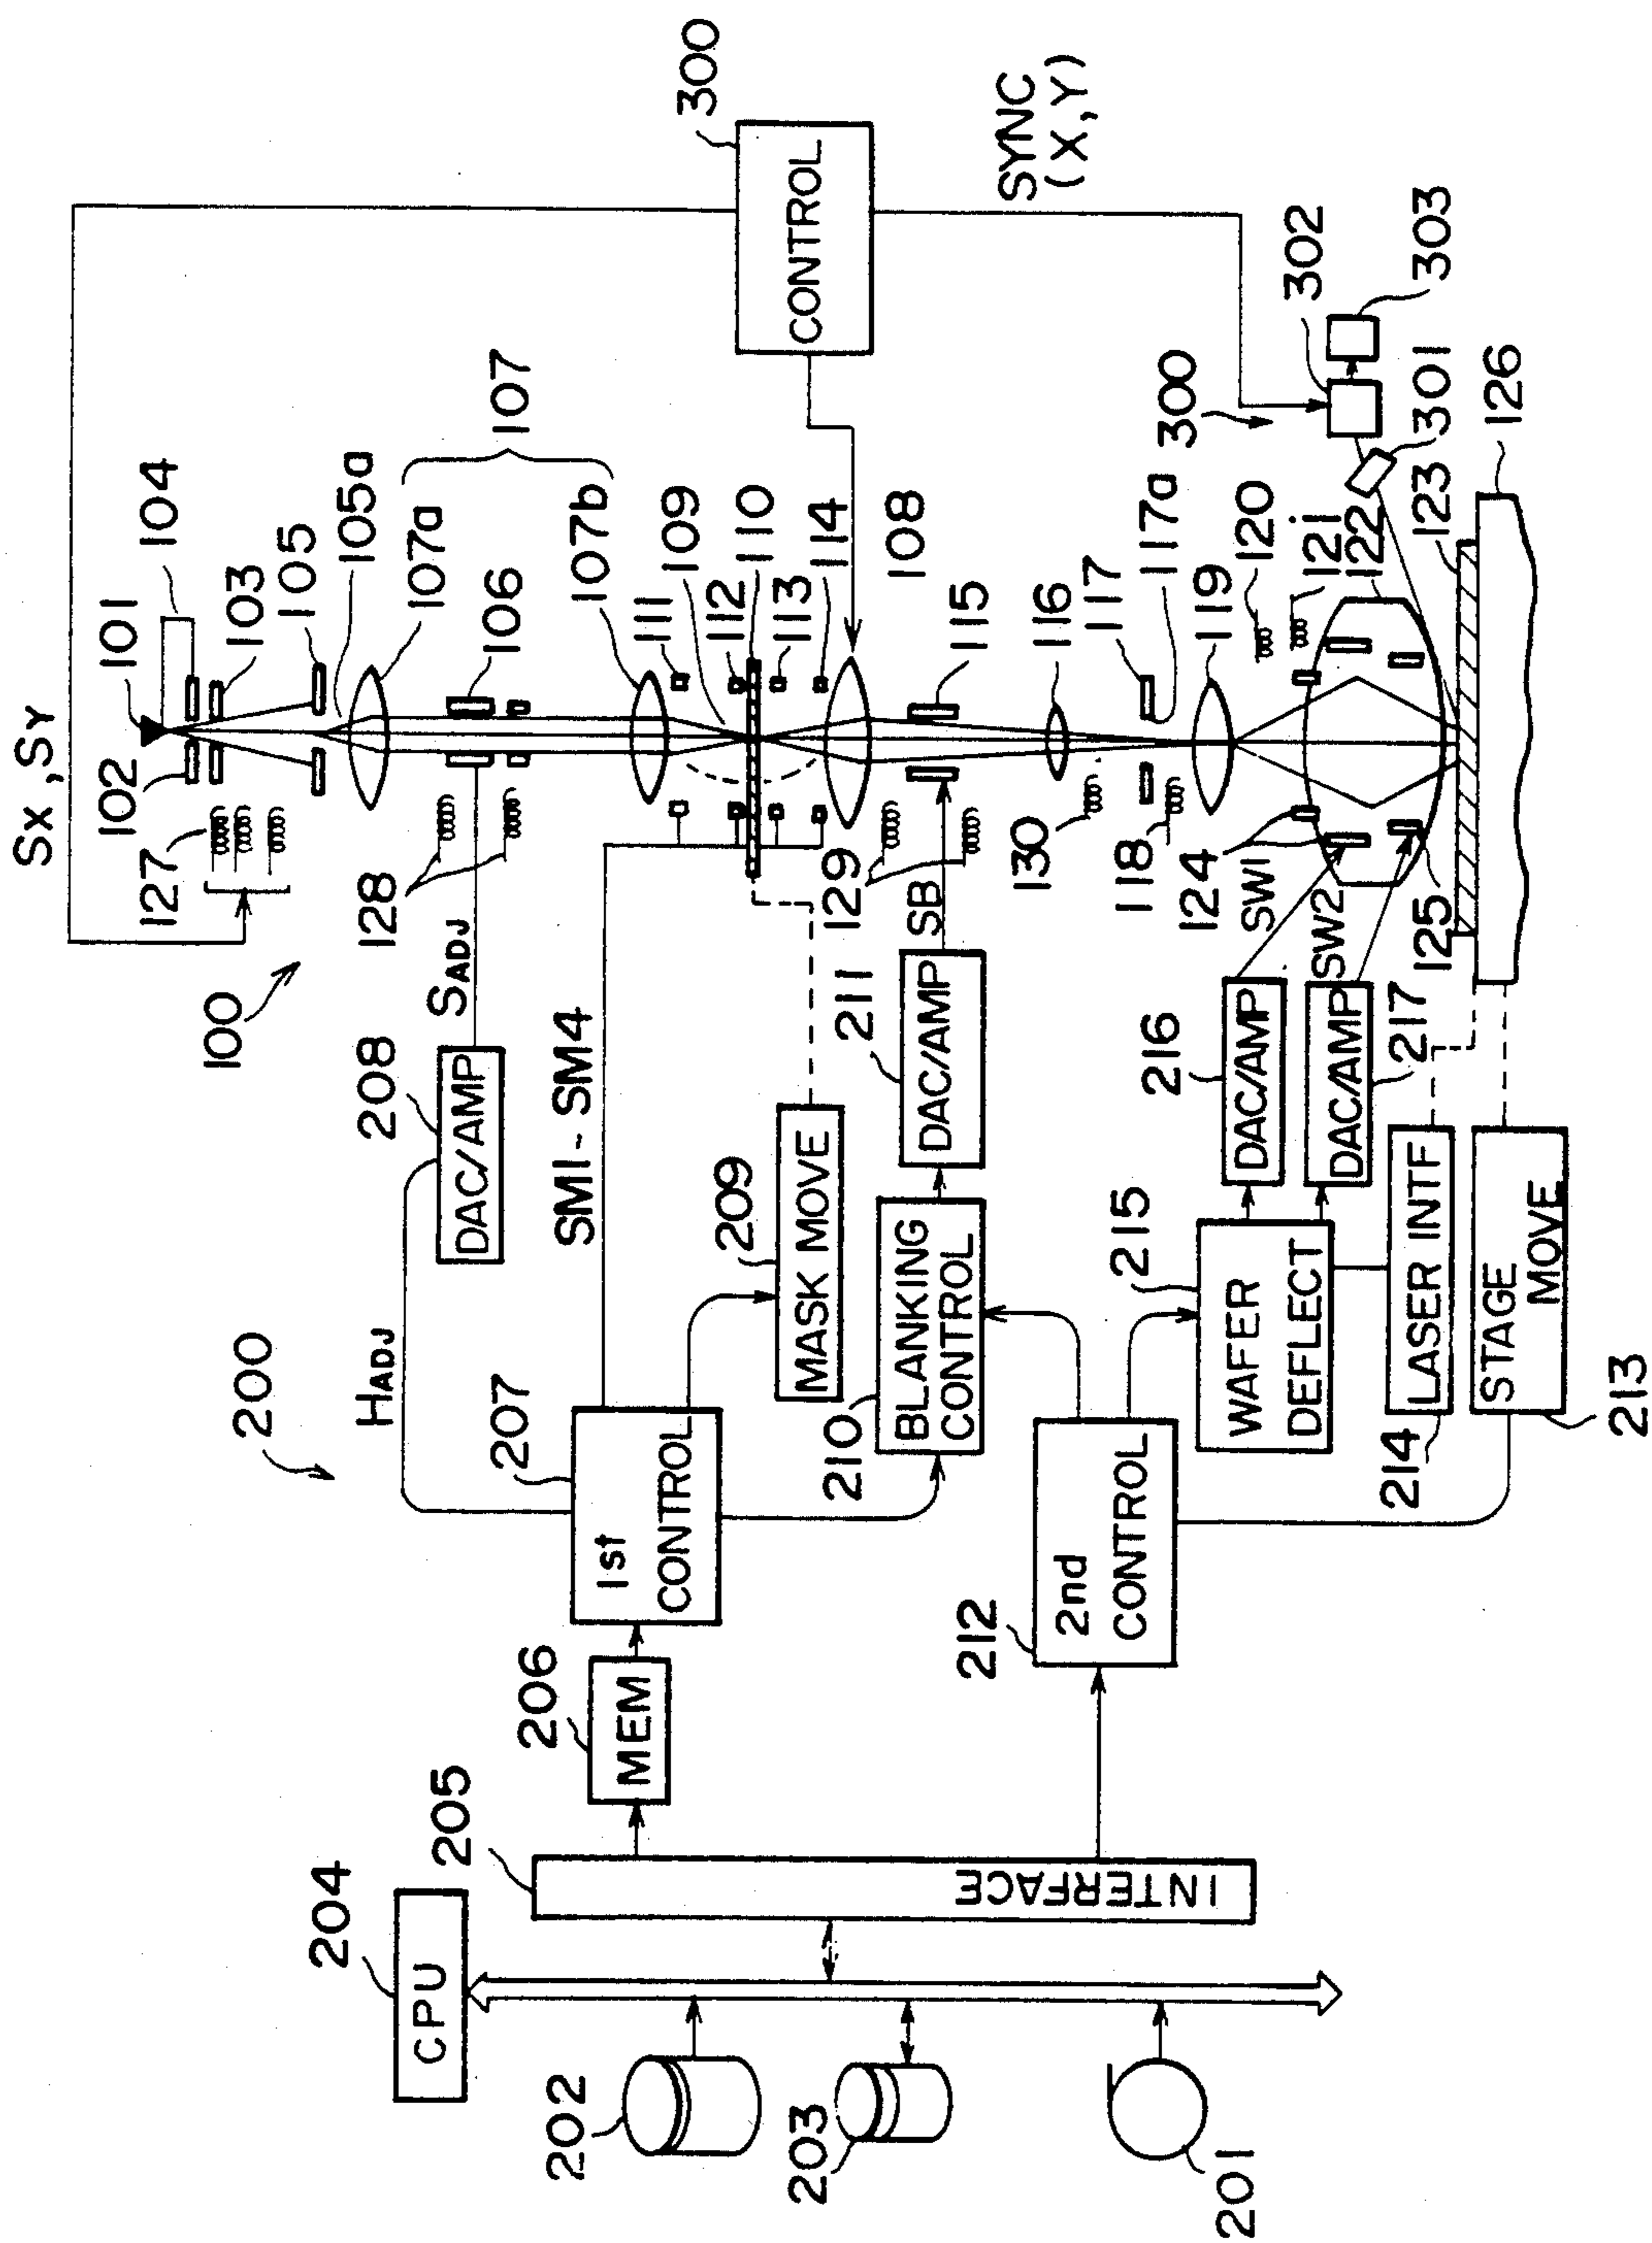 Sx, Sy
101
102
104
103
127
105
105a
107a
107
107b
100
128
106
SADJ
208
DAC/AMP
HADJ
200
111
109
112
110
113
114
108
300
CONTROL
SYNC
(X,Y)
SM1-SM4
207
1st
CONTROL
206
MEM
209
MASK MOVE
129
115
SB
211
DAC/AMP
210
BLANKING
CONTROL
116
130
117
117a
118
119
300
302
303
301
120
121
122
123
126
124
SW1
SW2
125
216
DAC/AMP
DAC/AMP
217
215
WAFER
DEFLECT
LASER INTF
214
STAGE
MOVE
213
212
2nd
CONTROL
205
INTERFACE
204
CPU
202
203
201